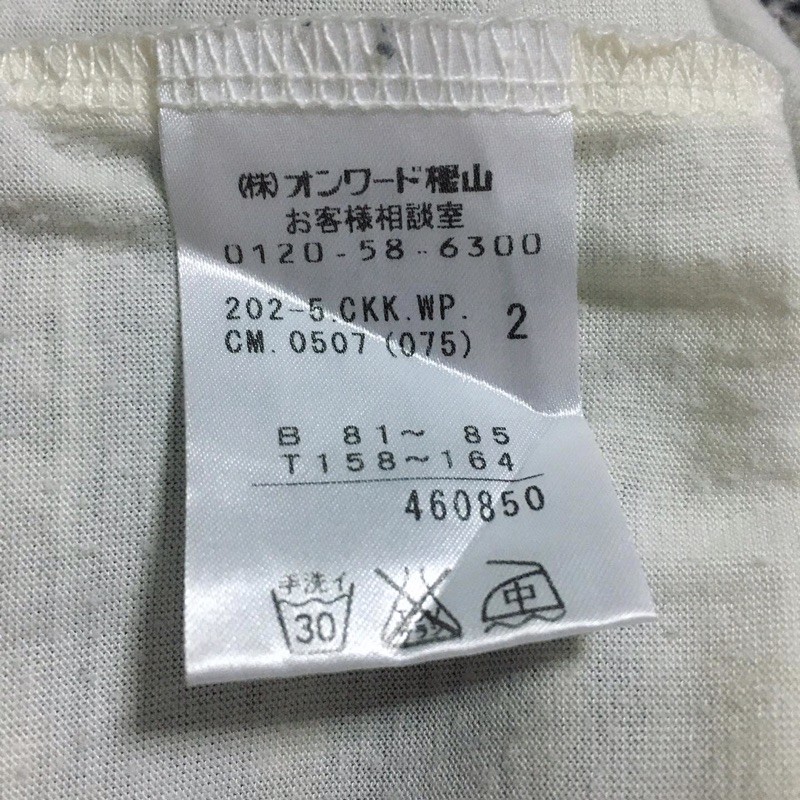 (株)オンワード樫山
お客様相談室
0120-58-6300
202-5.CKK.WP.
CM.0507(075)
2
B 81〜 85
T158〜164
460850
手洗イ
30
中